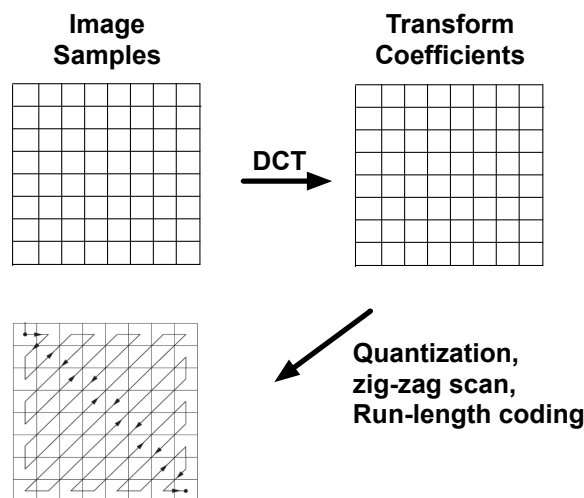 Image
Samples
Transform
Coefficients
DCT
Quantization,
zig-zag scan,
Run-length coding